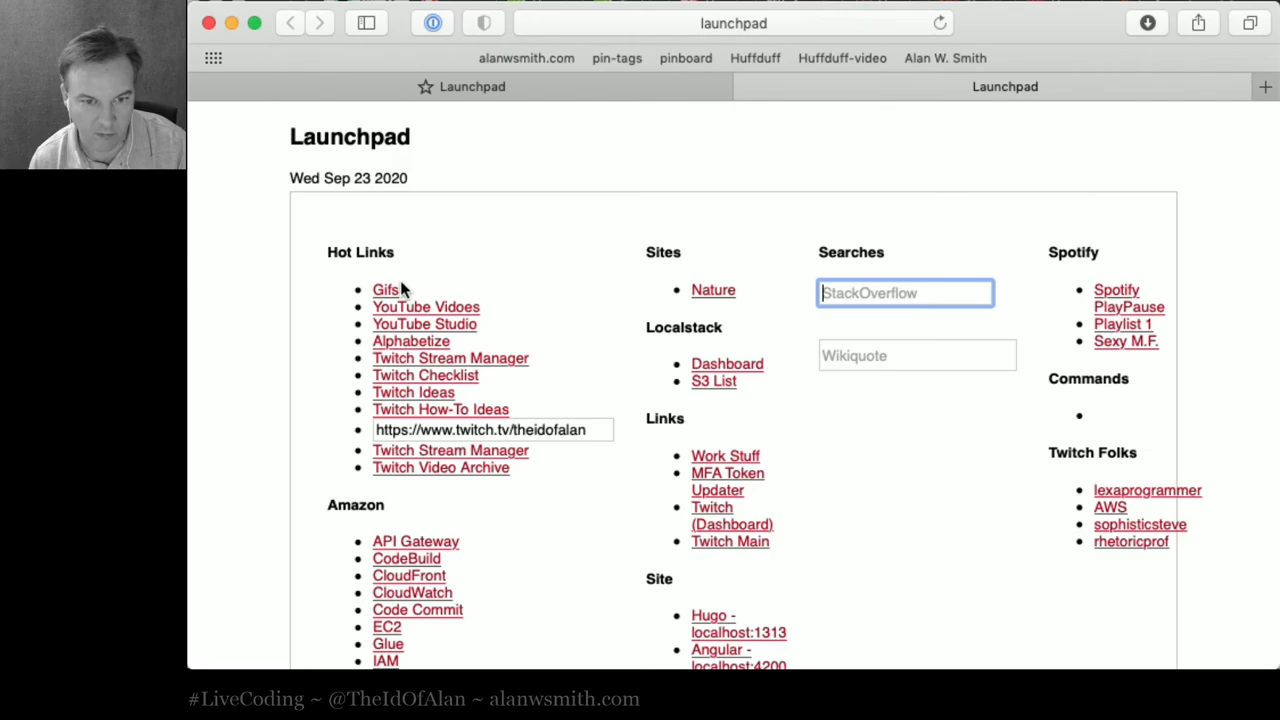 launchpad
alanwsmith.com pin-tags pinboard Huffduff Huffduff-video Alan W. Smith
Launchpad Launchpad
Launchpad
Wed Sep 23 2020
Hot Links
Gifs
YouTube Vidoes
YouTube Studio
Alphabetize
Twitch Stream Manager
Twitch Checklist
Twitch Ideas
Twitch How-To Ideas
https://www.twitch.tv/theidofalan
Twitch Stream Manager
Twitch Video Archive
Amazon
API Gateway
CodeBuild
CloudFront
CloudWatch
Code Commit
EC2
Glue
IAM
Sites
Nature
Localstack
Dashboard
S3 List
Links
Work Stuff
MFA Token
Updater
Twitch
(Dashboard)
Twitch Main
Site
Hugo -
localhost:1313
Angular -
localhost:4200
Searches
StackOverflow
Wikiquote
Spotify
Spotify
PlayPause
Playlist 1
Sexy M.F.
Commands
Twitch Folks
lexaprogrammer
AWS
sophisticsteve
rhetoricprof
#LiveCoding ~ @TheIdOfAlan ~ alanwsmith.com